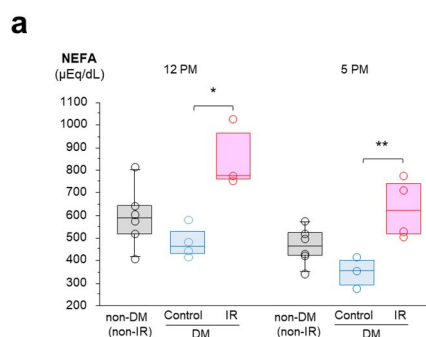 a
NEFA
(µEq/dL)
12 PM
5 PM
*
**
1100
1000
900
800
700
600
500
400
300
200
non-DM
(non-IR)
Control
IR
DM
non-DM
(non-IR)
Control
IR
DM